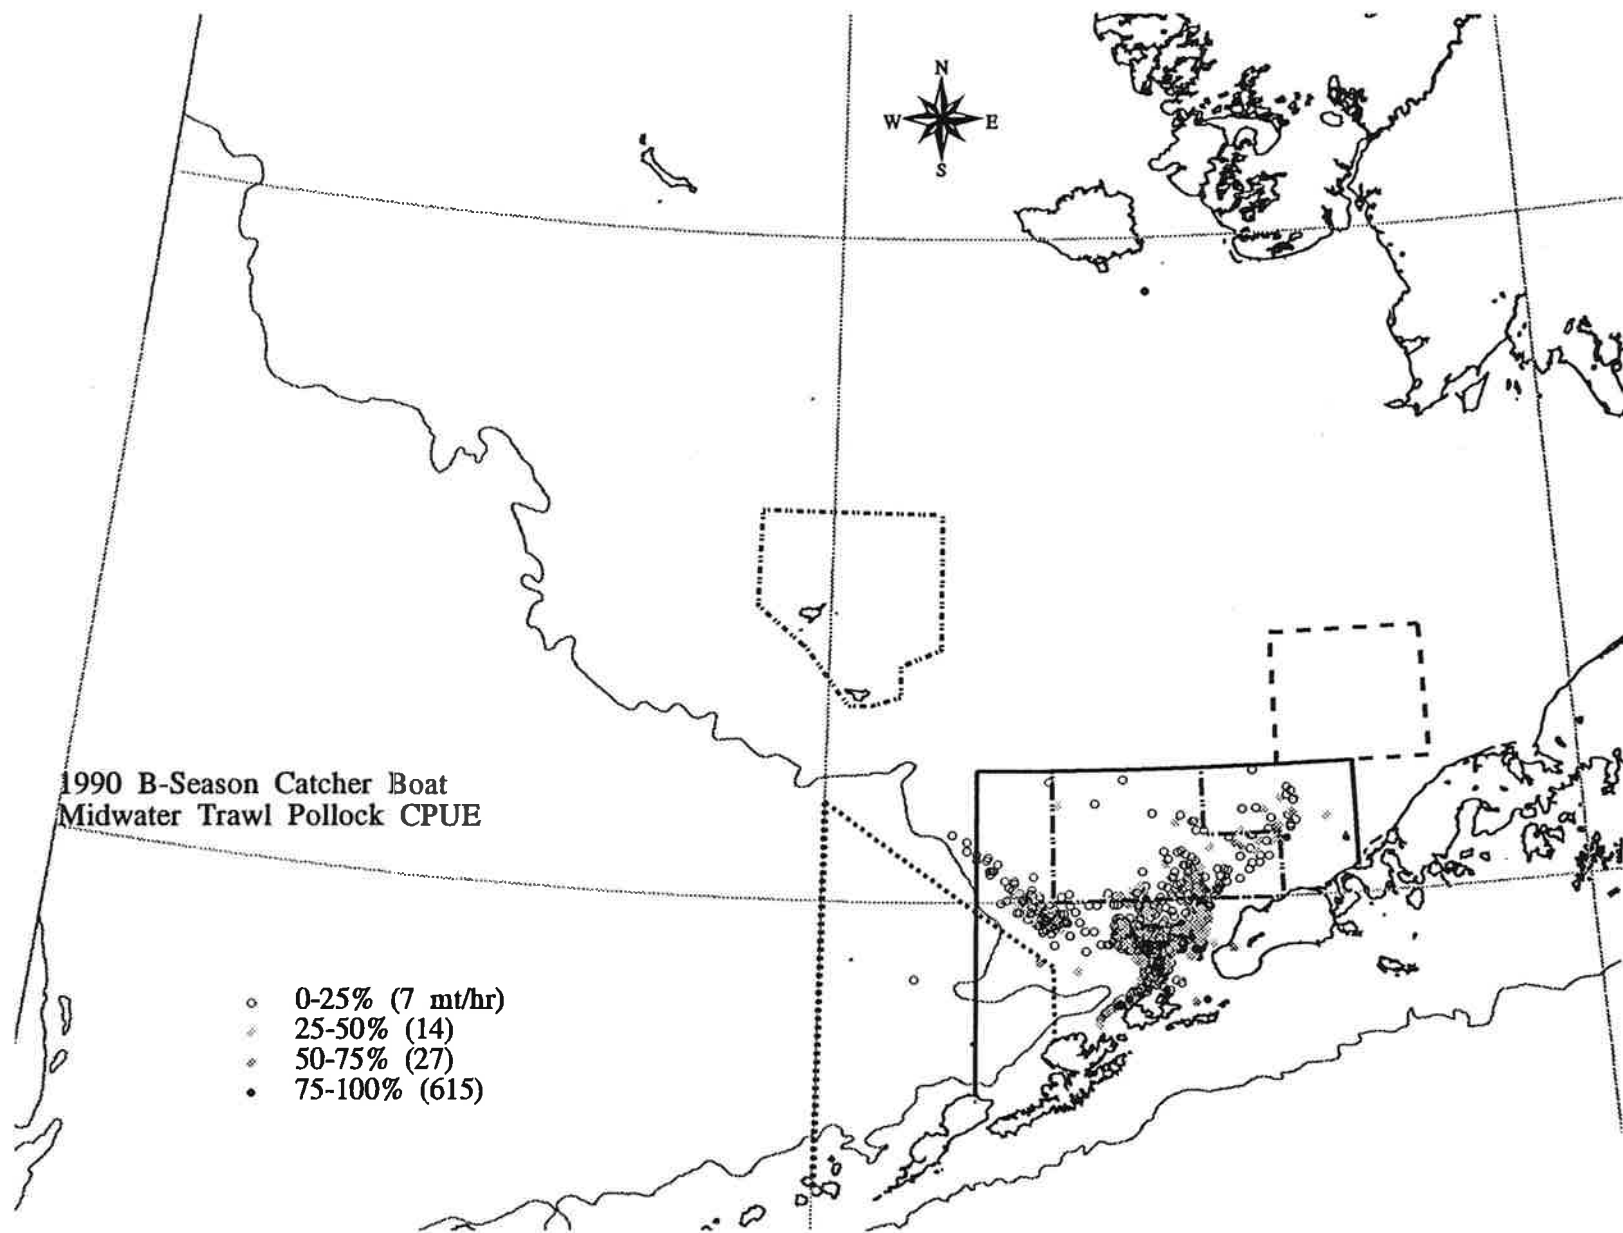 N
W E
S
1990 B-Season Catcher Boat
Midwater Trawl Pollock CPUE
0-25% (7 mt/hr)
25-50% (14)
50-75% (27)
75-100% (615)